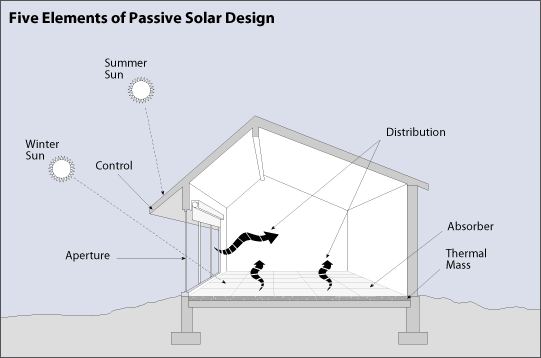 Five Elements of Passive Solar Design
Summer
Sun
Winter
Sun
Control
Distribution
Aperture
Absorber
Thermal
Mass